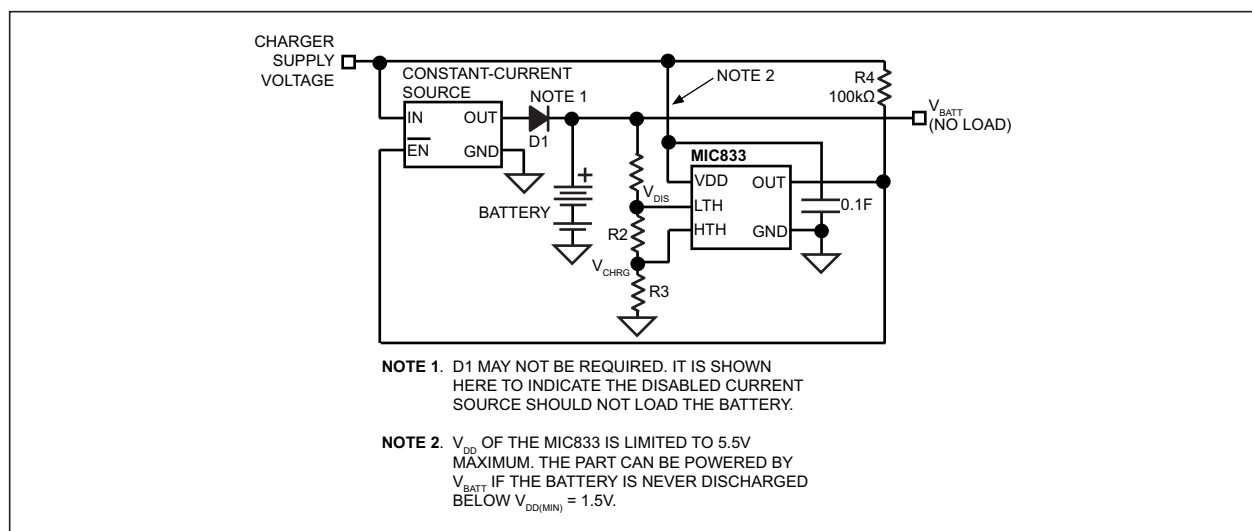 CHARGER
SUPPLY
VOLTAGE
CONSTANT-CURRENT
SOURCE
NOTE 1
NOTE 2
R4
100kΩ
V_BATT
(NO LOAD)
IN
OUT
EN
GND
D1
MIC833
VDD
OUT
LTH
HTH
GND
0.1F
V_DIS
BATTERY
+
R2
V_CHRG
R3
NOTE 1. D1 MAY NOT BE REQUIRED. IT IS SHOWN
HERE TO INDICATE THE DISABLED CURRENT
SOURCE SHOULD NOT LOAD THE BATTERY.
NOTE 2. V_DD OF THE MIC833 IS LIMITED TO 5.5V
MAXIMUM. THE PART CAN BE POWERED BY
V_BATT IF THE BATTERY IS NEVER DISCHARGED
BELOW V_DD(MIN) = 1.5V.